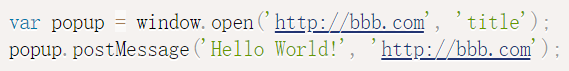 var popup = window.open('http://bbb.com', 'title');
popup.postMessage('Hello World!', 'http://bbb.com');